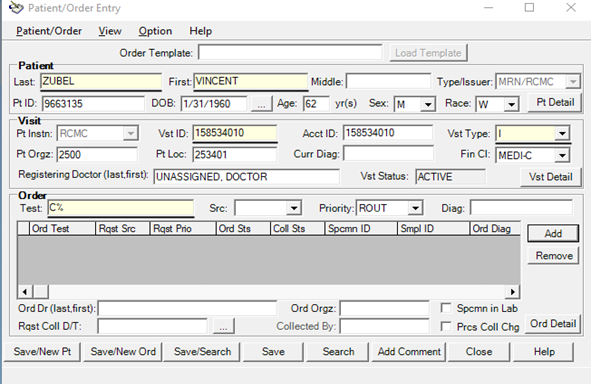 Patient/Order Entry
Patient/Order View Option Help
Order Template: Load Template
Patient
Last: ZUBEL First: VINCENT Middle: Type/Issuer: MRN/RCMC
Pt ID: 9663135 DOB: 1/31/1960 ... Age: 62 yr(s) Sex: M Race: W Pt Detail
Visit
Pt Instn: RCMC Vst ID: 158534010 Acct ID: 158534010 Vst Type: I
Pt Orgz: 2500 Pt Loc: 253401 Curr Diag: Fin Cl: MEDI-C
Registering Doctor (last,first): UNASSIGNED, DOCTOR Vst Status: ACTIVE Vst Detail
Order
Test: C% Src: Priority: ROUT Diag:
Ord Test Rqst Src Rqst Prio Ord Sts Coll Sts Spcmn ID Smpl ID Ord Diag Add
Remove
Ord Dr (last,first): Ord Orgz: Spcmn in Lab
Rqst Coll D/T: ... Collected By: Prcs Coll Chg Ord Detail
Save/New Pt Save/New Ord Save/Search Save Search Add Comment Close Help